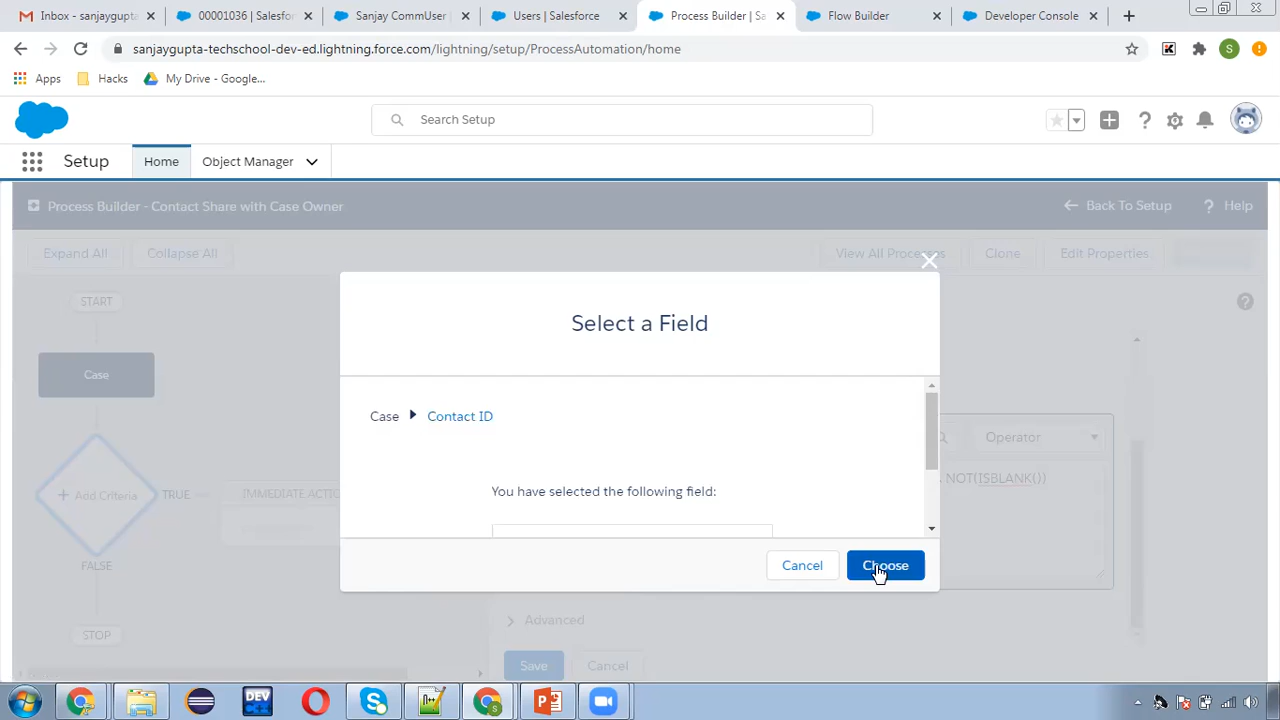 Inbox - sanjaygupta
00001036 | Salesfo
Sanjay CommUser
Users | Salesforce
Process Builder | Sa
Flow Builder
Developer Console
sanjaygupta-techschool-dev-ed.lightning.force.com/lightning/setup/ProcessAutomation/home
S
Apps
Hacks
My Drive - Google...
Search Setup
Setup
Home
Object Manager
Process Builder - Contact Share with Case Owner
Back To Setup
? Help
Expand All
Collapse All
View All Processes
Clone
Edit Properties
START
Case
Add Criteria
TRUE
IMMEDIATE ACTIO
FALSE
STOP
Select a Field
Case
Contact ID
You have selected the following field:
Cancel
Choose
Operator
NOT(ISBLANK())
Advanced
Save
Cancel
DEV
C++